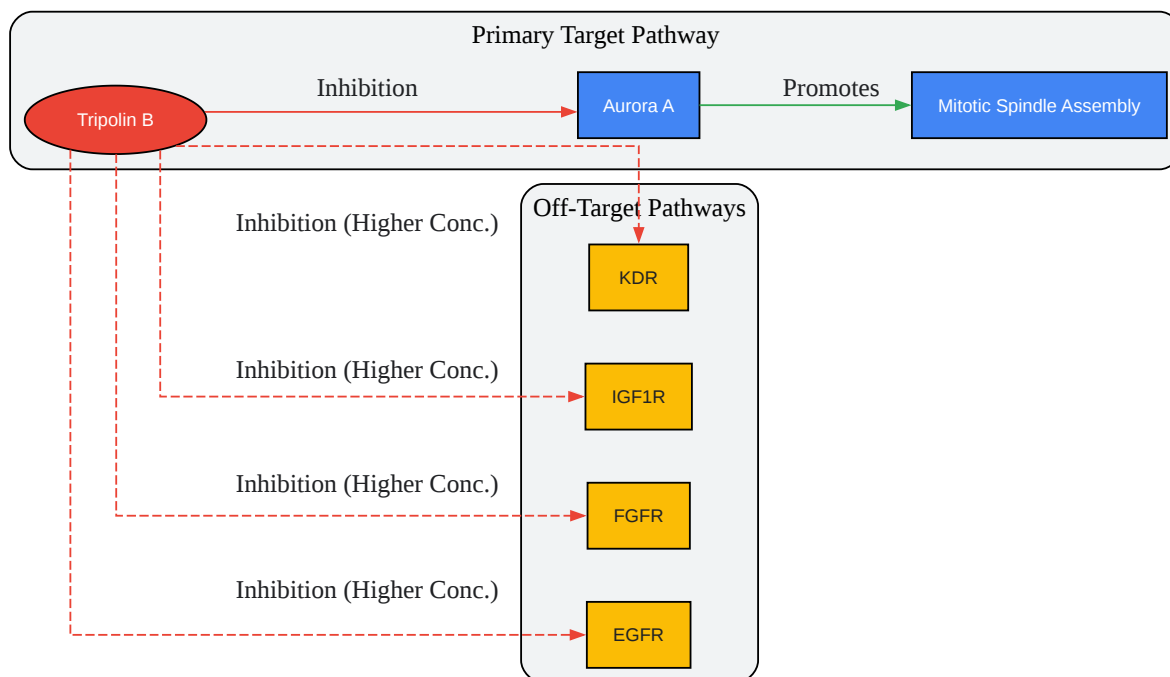 Primary Target Pathway
Inhibition
Promotes
Tripolin B
Aurora A
Mitotic Spindle Assembly
Off-Target Pathways
Inhibition (Higher Conc.)
KDR
Inhibition (Higher Conc.)
IGF1R
Inhibition (Higher Conc.)
FGFR
Inhibition (Higher Conc.)
EGFR